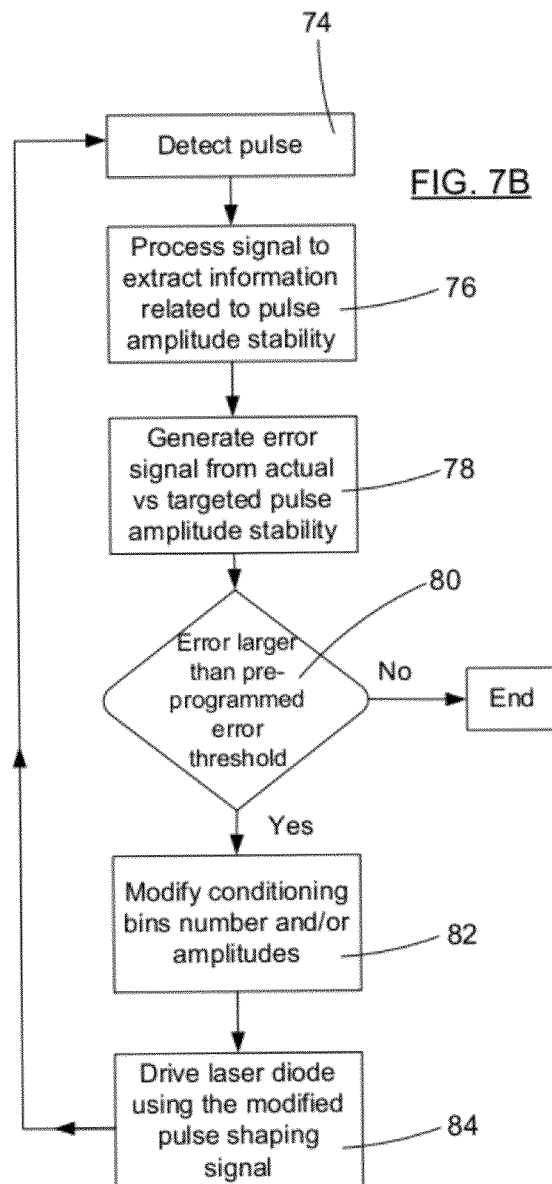 74
Detect pulse
FIG. 7B
Process signal to
extract information
related to pulse
amplitude stability
76
Generate error
signal from actual
vs targeted pulse
amplitude stability
78
80
Error larger
than pre-
programmed
error
threshold
No
End
Yes
Modify conditioning
bins number and/or
amplitudes
82
Drive laser diode
using the modified
pulse shaping
signal
84